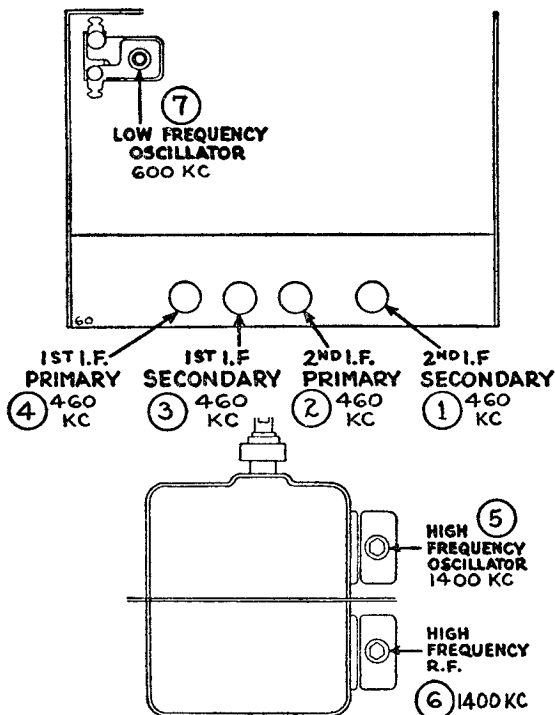 7
LOW FREQUENCY
OSCILLATOR
600 KC
60
1ST I.F.
PRIMARY
4 460
KC
1ST I.F
SECONDARY
3 460
KC
2ND I.F.
PRIMARY
2 460
KC
2ND I.F
SECONDARY
1 460
KC
HIGH 5
FREQUENCY
OSCILLATOR
1400 KC
HIGH
FREQUENCY
R.F.
6 1400 KC